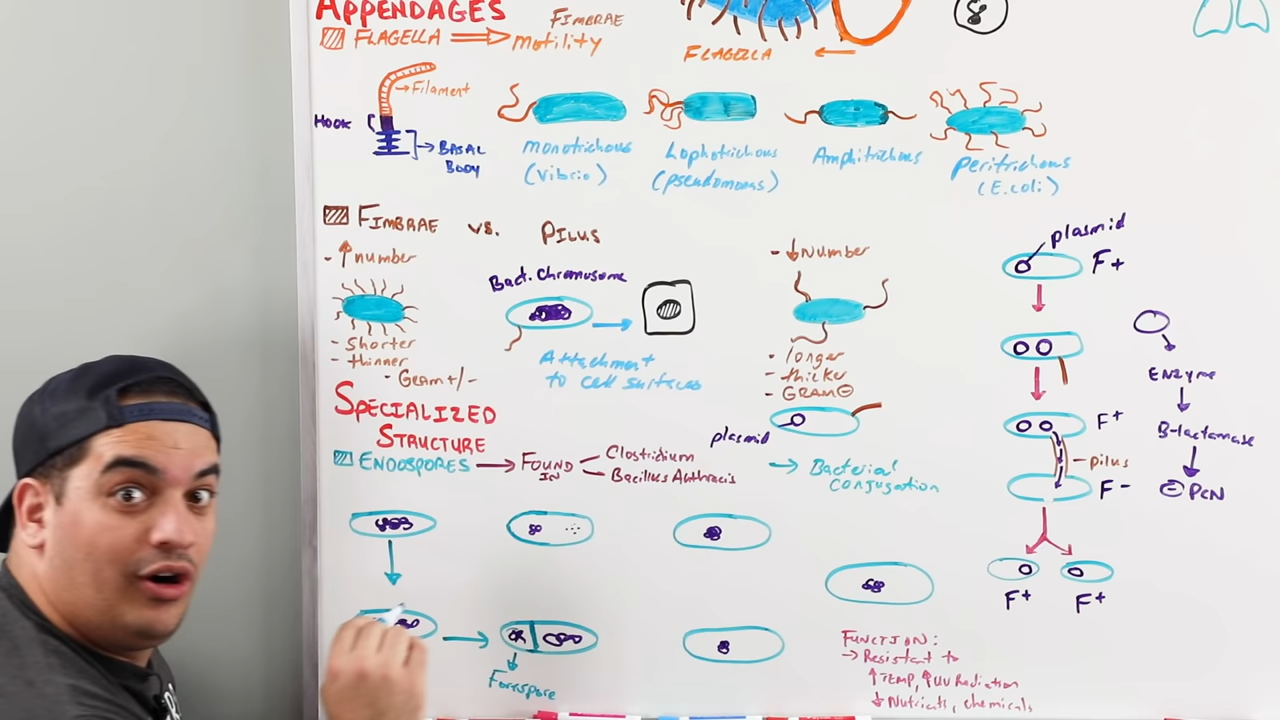 APPENDAGES
FIMBRAE
FLAGELLA
FLAGELLA ⇒ motility
8
Filament
HOOK
BASAL
BODY
monotrichous
(vibrio)
Lophotrichous
(pseudomonas)
Amphitrichous
peritrichous
(E.coli)
FIMBRAE vs. PILUS
- ↑ number
- shorter
- thinner
- Gram +/-
Bact. Chromosome
Attachment
to cell surfaces
- ↓ Number
- longer
- thicker
- GRAM ⊖
plasmid
→ Bacterial
conjugation
plasmid
F+
F+
pilus
F-
F+ F+
ENzyme
B-lactamase
⊖ PCN
SPECIALIZED
STRUCTURE
ENDOSPORES → FOUND
IN
Clostridium
Bacillus Anthracis
Forespore
FUNCTION:
→ Resistant to
↑ TEMP, ↑ UV Radiation
↓ Nutrients, chemicals